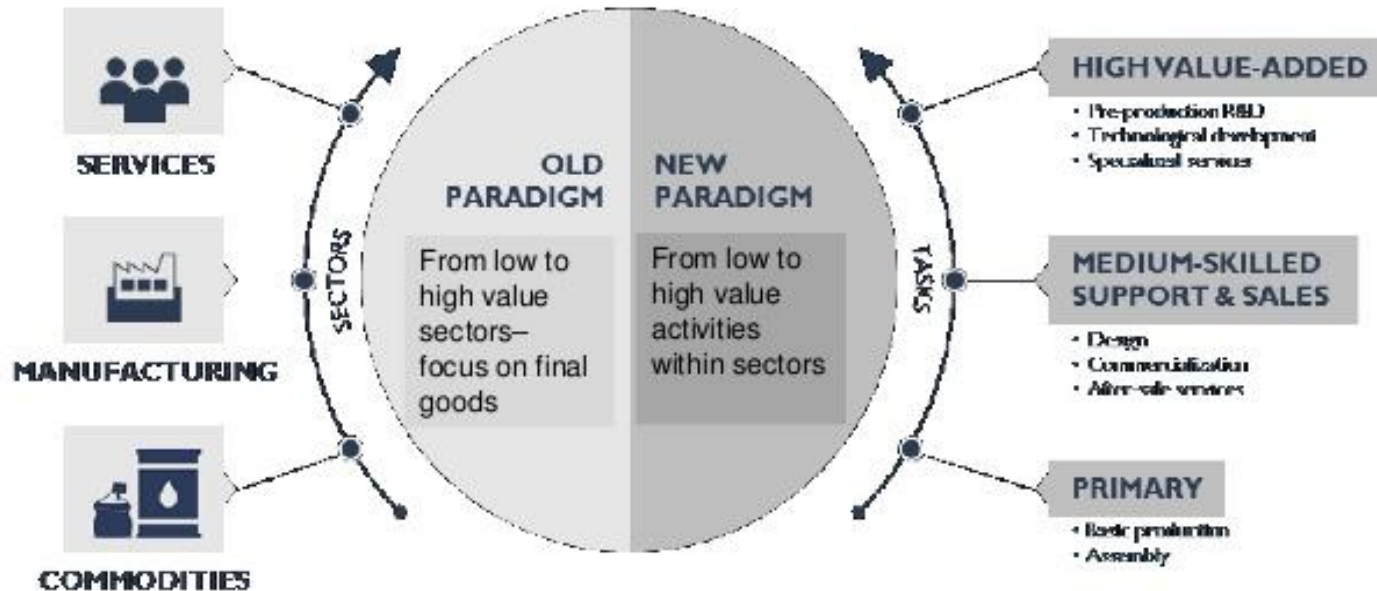 SERVICES
MANUFACTURING
COMMODITIES
SECTORS
OLD
PARADIGM
From low to
high value
sectors–
focus on final
goods
NEW
PARADIGM
From low to
high value
activities
within sectors
TASKS
HIGH VALUE-ADDED
• Pre-production R&D
• Technological development
• Specialized services
MEDIUM-SKILLED
SUPPORT & SALES
• Design
• Commercialization
• After-sale services
PRIMARY
• Basic production
• Assembly